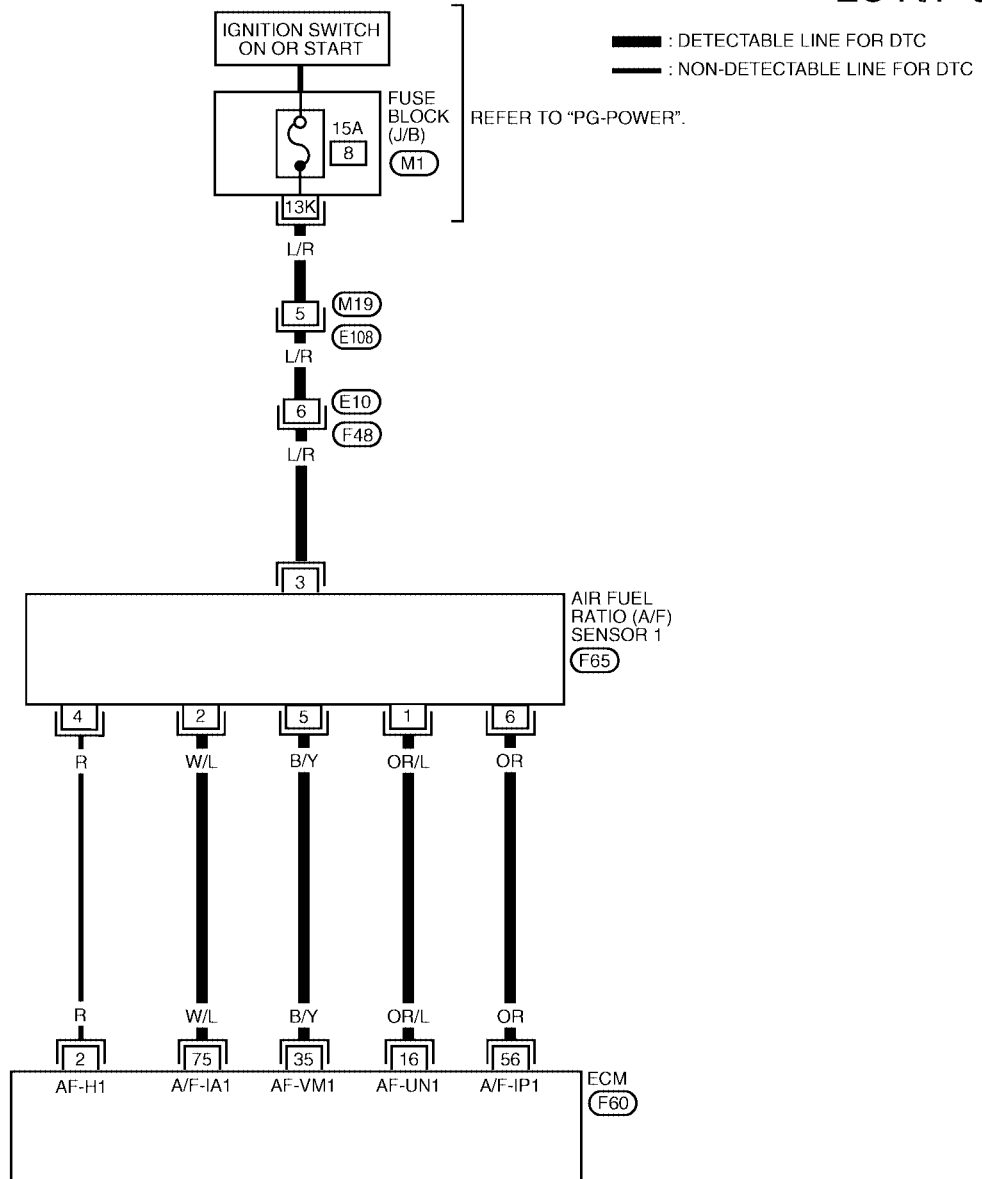 IGNITION SWITCH
ON OR START
: DETECTABLE LINE FOR DTC
: NON-DETECTABLE LINE FOR DTC
FUSE
BLOCK
(J/B)
M1
REFER TO “PG-POWER”.
15A
8
13K
L/R
5
M19
E108
L/R
6
E10
F48
L/R
3
AIR FUEL
RATIO (A/F)
SENSOR 1
F65
4 2 5 1 6
R W/L B/Y OR/L OR
R W/L B/Y OR/L OR
2 75 35 16 56
AF-H1 A/F-IA1 AF-VM1 AF-UN1 A/F-IP1
ECM
F60